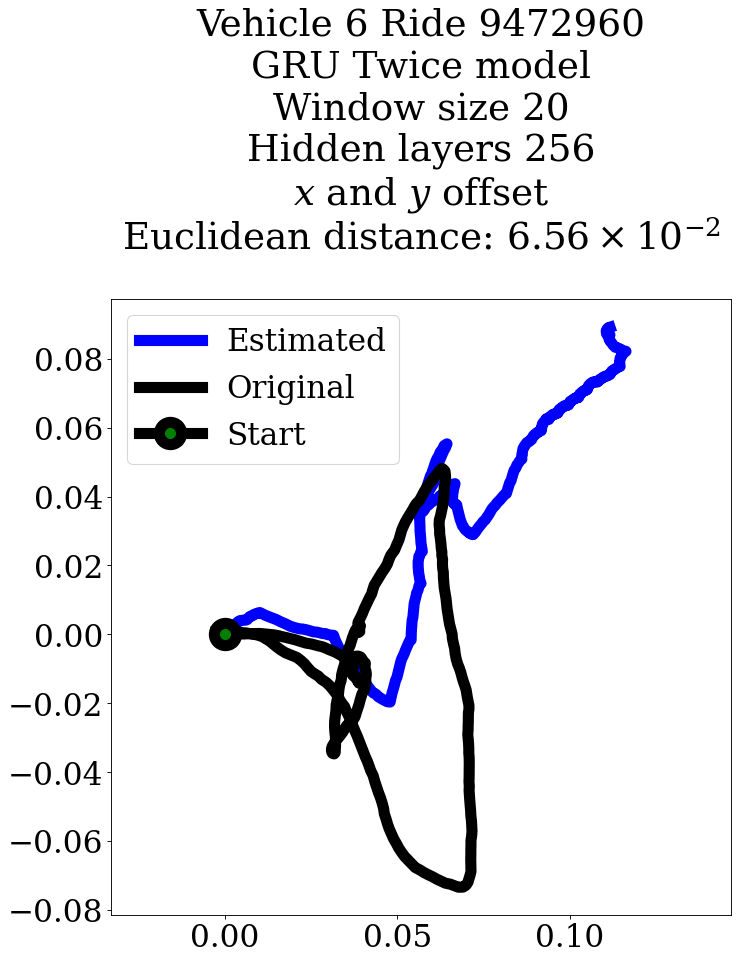 Vehicle 6 Ride 9472960
GRU Twice model
Window size 20
Hidden layers 256
x and y offset
Euclidean distance: 6.56 × 10⁻²
Estimated
Original
Start
0.08
0.06
0.04
0.02
0.00
−0.02
−0.04
−0.06
−0.08
0.00 0.05 0.10